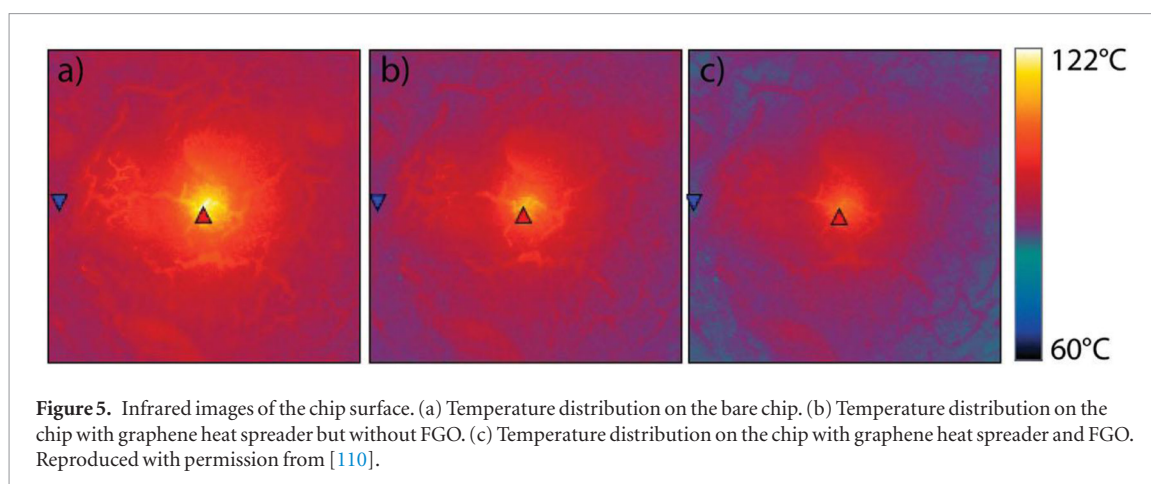 a)
b)
c)
122°C
60°C
Figure 5. Infrared images of the chip surface. (a) Temperature distribution on the bare chip. (b) Temperature distribution on the
chip with graphene heat spreader but without FGO. (c) Temperature distribution on the chip with graphene heat spreader and FGO.
Reproduced with permission from [110].